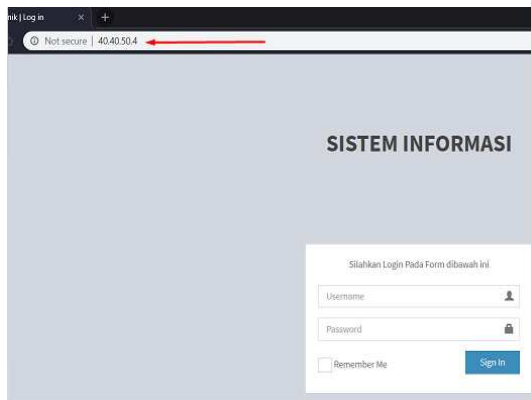 nik | Log in
Not secure | 40.40.50.4
SISTEM INFORMASI
Silahkan Login Pada Form dibawah ini
Username
Password
Remember Me
Sign In